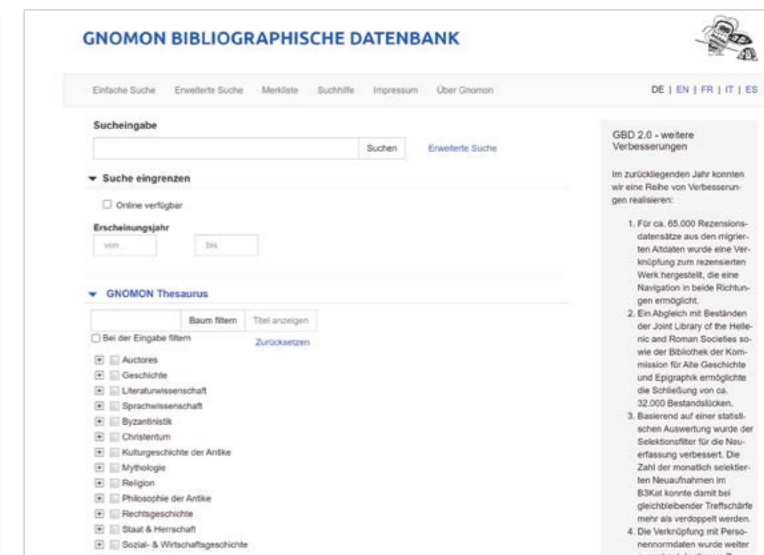 GNOMON BIBLIOGRAPHISCHE DATENBANK
Einfache Suche Erweiterte Suche Merkliste Suchhilfe Impressum Über Gnomon
DE | EN | FR | IT | ES
Sucheingabe
Suchen Erweiterte Suche
Suche eingrenzen
Online verfügbar
Erscheinungsjahr
von bis
GNOMON Thesaurus
Baum filtern Titel anzeigen
Bei der Eingabe filtern Zurücksetzen
Auctores
Geschichte
Literaturwissenschaft
Sprachwissenschaft
Byzantinistik
Christentum
Kulturgeschichte der Antike
Mythologie
Religion
Philosophie der Antike
Rechtsgeschichte
Staat & Herrschaft
Sozial- & Wirtschaftsgeschichte
GBD 2.0 - weitere
Verbesserungen
Im zurückliegenden Jahr konnten
wir eine Reihe von Verbesserun-
gen realisieren:
1. Für ca. 65.000 Rezensions-
datensätze aus den migrier-
ten Altdaten wurde eine Ver-
knüpfung zum rezensierten
Werk hergestellt, die eine
Navigation in beide Richtun-
gen ermöglicht.
2. Ein Abgleich mit Beständen
der Joint Library of the Helle-
nic and Roman Societies so-
wie der Bibliothek der Kom-
mission für Alte Geschichte
und Epigraphik ermöglichte
die Schließung von ca.
32.000 Bestandslücken.
3. Basierend auf einer statisti-
schen Auswertung wurde der
Selektionsfilter für die Neu-
erfassung verbessert. Die
Zahl der monatlich selektier-
ten Neuaufnahmen im
B3Kat konnte damit bei
gleichbleibender Treffschärfe
mehr als verdoppelt werden.
4. Die Verknüpfung mit Perso-
nennormdaten wurde weiter